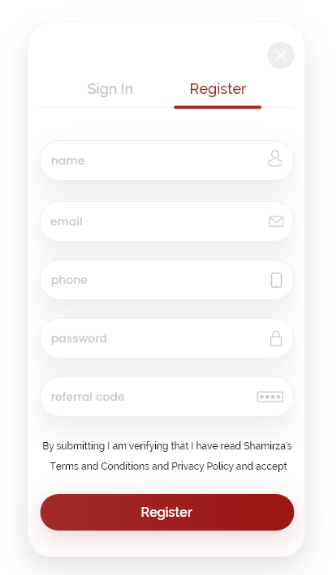 Sign In Register
name
email
phone
password
referral code
By submitting I am verifying that I have read Shamirza's
Terms and Conditions and Privacy Policy and accept
Register